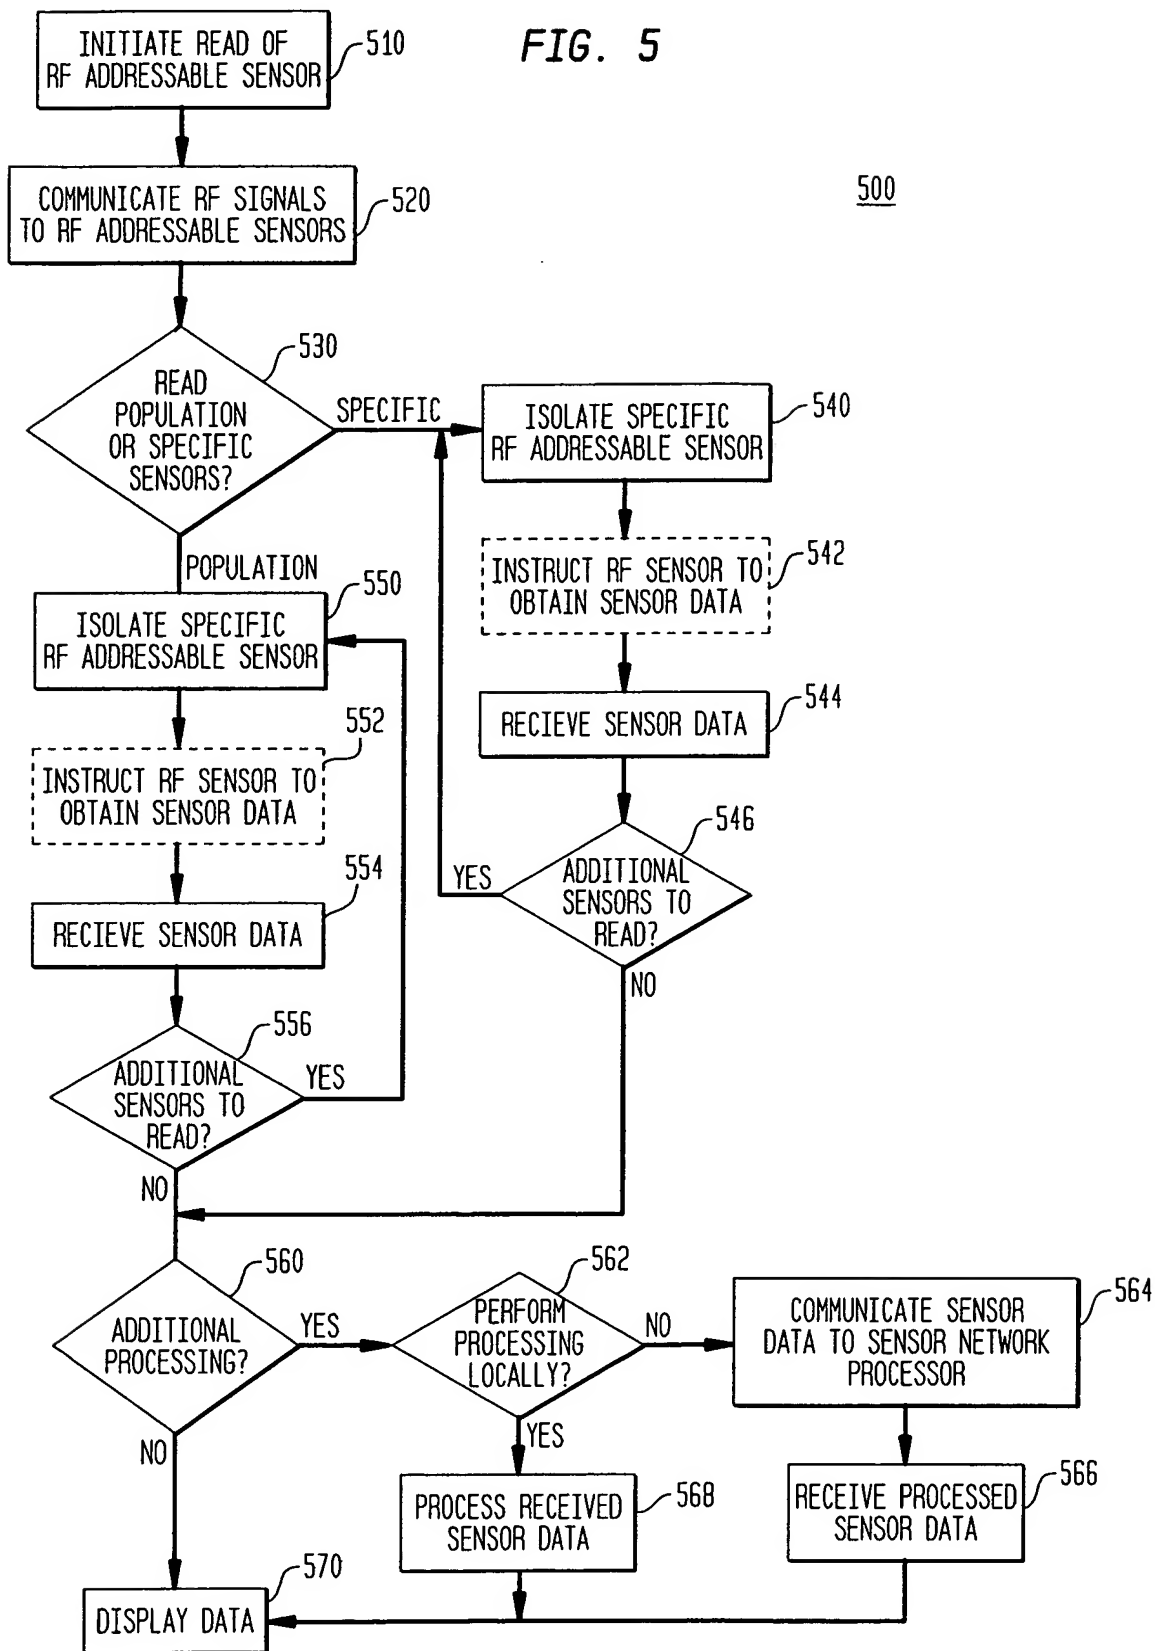 FIG. 5
500
INITIATE READ OF
RF ADDRESSABLE SENSOR
510
COMMUNICATE RF SIGNALS
TO RF ADDRESSABLE SENSORS
520
READ
POPULATION
OR SPECIFIC
SENSORS?
530
SPECIFIC
POPULATION
ISOLATE SPECIFIC
RF ADDRESSABLE SENSOR
540
INSTRUCT RF SENSOR TO
OBTAIN SENSOR DATA
542
RECIEVE SENSOR DATA
544
ADDITIONAL
SENSORS TO
READ?
546
YES
NO
ISOLATE SPECIFIC
RF ADDRESSABLE SENSOR
550
INSTRUCT RF SENSOR TO
OBTAIN SENSOR DATA
552
RECIEVE SENSOR DATA
554
ADDITIONAL
SENSORS TO
READ?
556
YES
NO
ADDITIONAL
PROCESSING?
560
YES
NO
PERFORM
PROCESSING
LOCALLY?
562
NO
YES
COMMUNICATE SENSOR
DATA TO SENSOR NETWORK
PROCESSOR
564
RECEIVE PROCESSED
SENSOR DATA
566
PROCESS RECEIVED
SENSOR DATA
568
DISPLAY DATA
570